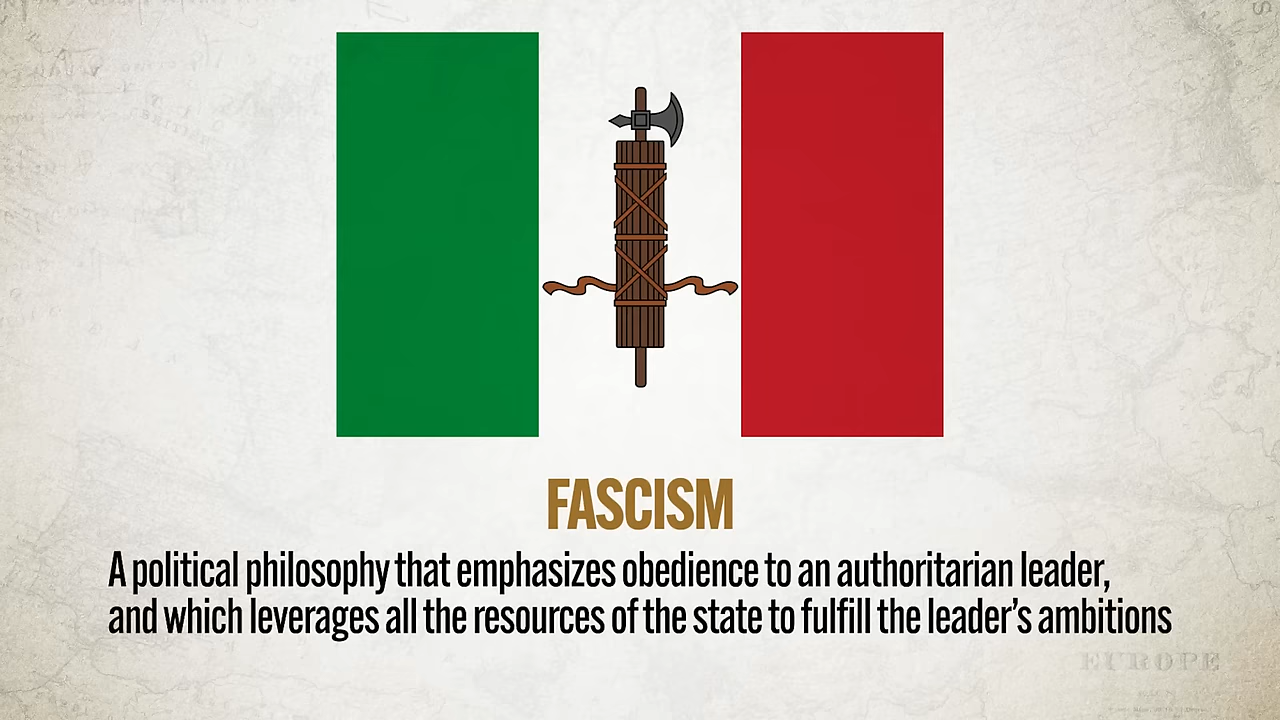 FASCISM
A political philosophy that emphasizes obedience to an authoritarian leader,
and which leverages all the resources of the state to fulfill the leader's ambitions
EUROPE